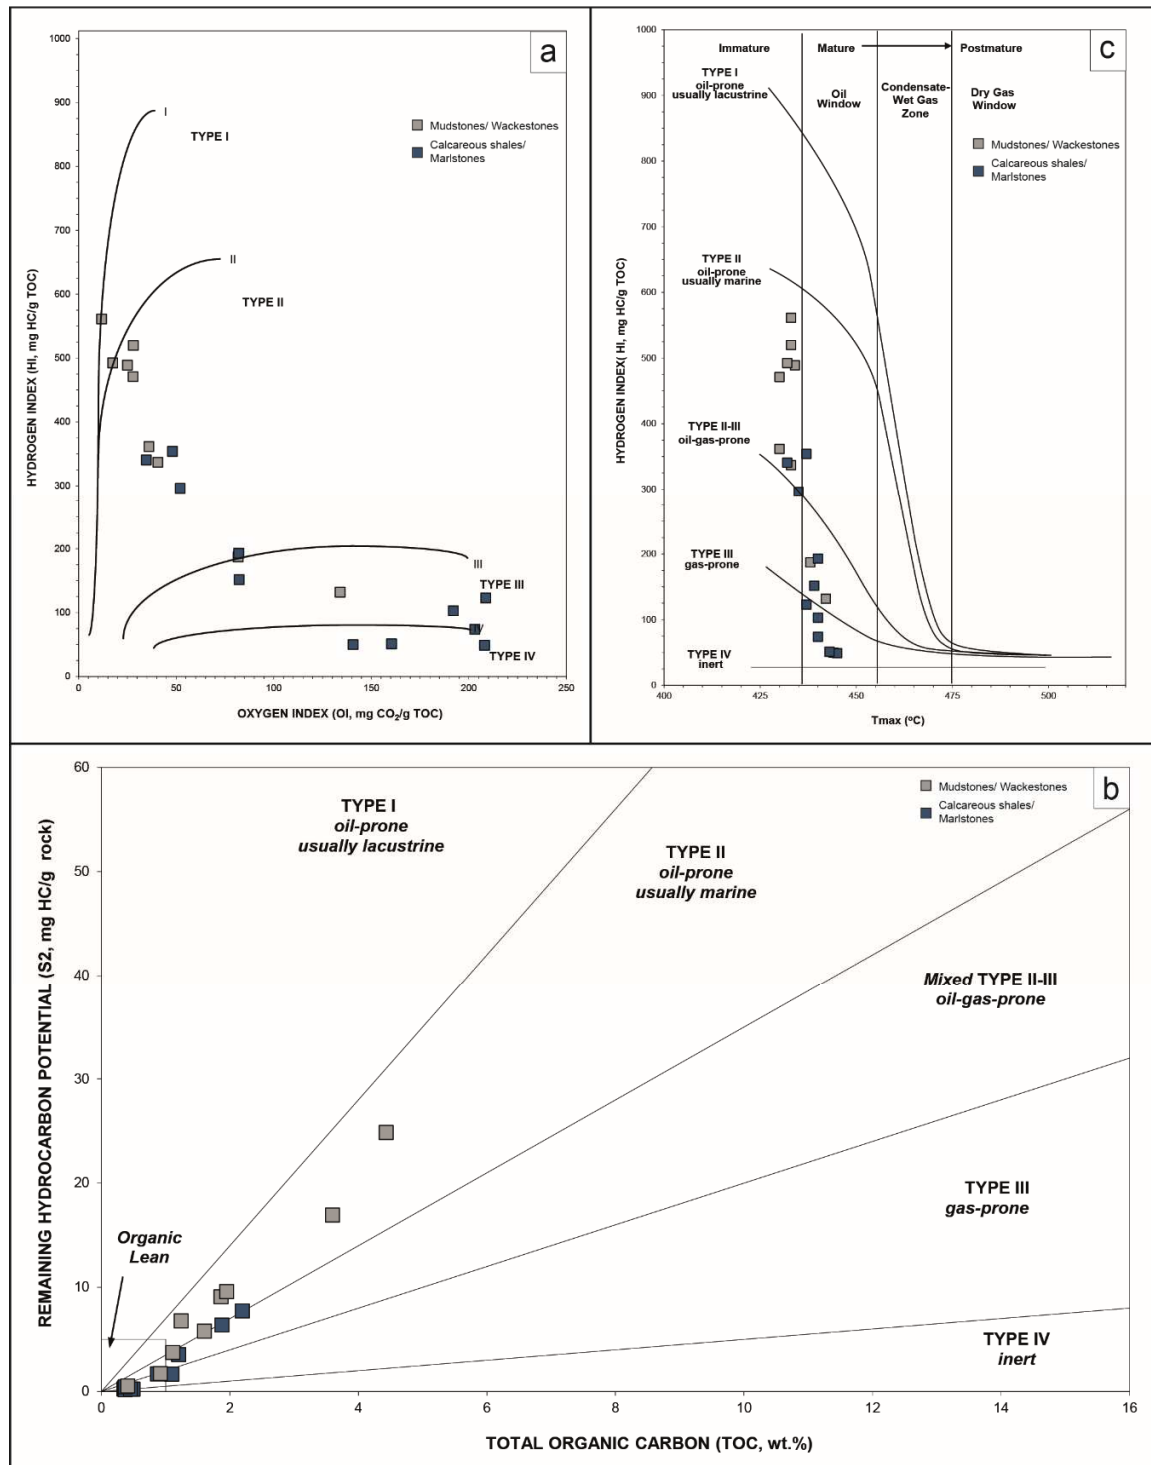 a
1000
900
800
700
600
500
400
300
200
100
0
HYDROGEN INDEX (HI, mg HC/g TOC)
I
TYPE I
Mudstones/ Wackestones
Calcareous shales/
Marlstones
II
TYPE II
III
TYPE III
TYPE IV
0
50
100
150
200
250
OXYGEN INDEX (OI, mg CO₂/g TOC)
c
1000
900
800
700
600
500
400
300
200
100
0
HYDROGEN INDEX( HI, mg HC/g TOC)
Immature
Mature
Postmature
TYPE I
oil-prone
usually lacustrine
Oil
Window
Condensate-
Wet Gas
Zone
Dry Gas
Window
Mudstones/ Wackestones
Calcareous shales/
Marlstones
TYPE II
oil-prone
usually marine
TYPE II-III
oil-gas-prone
TYPE III
gas-prone
TYPE IV
inert
400
425
450
475
500
Tmax (ºC)
b
60
50
40
30
20
10
0
REMAINING HYDROCARBON POTENTIAL (S2, mg HC/g rock)
TYPE I
oil-prone
usually lacustrine
TYPE II
oil-prone
usually marine
Mudstones/ Wackestones
Calcareous shales/
Marlstones
Mixed TYPE II-III
oil-gas-prone
TYPE III
gas-prone
Organic
Lean
TYPE IV
inert
0
2
4
6
8
10
12
14
16
TOTAL ORGANIC CARBON (TOC, wt.%)